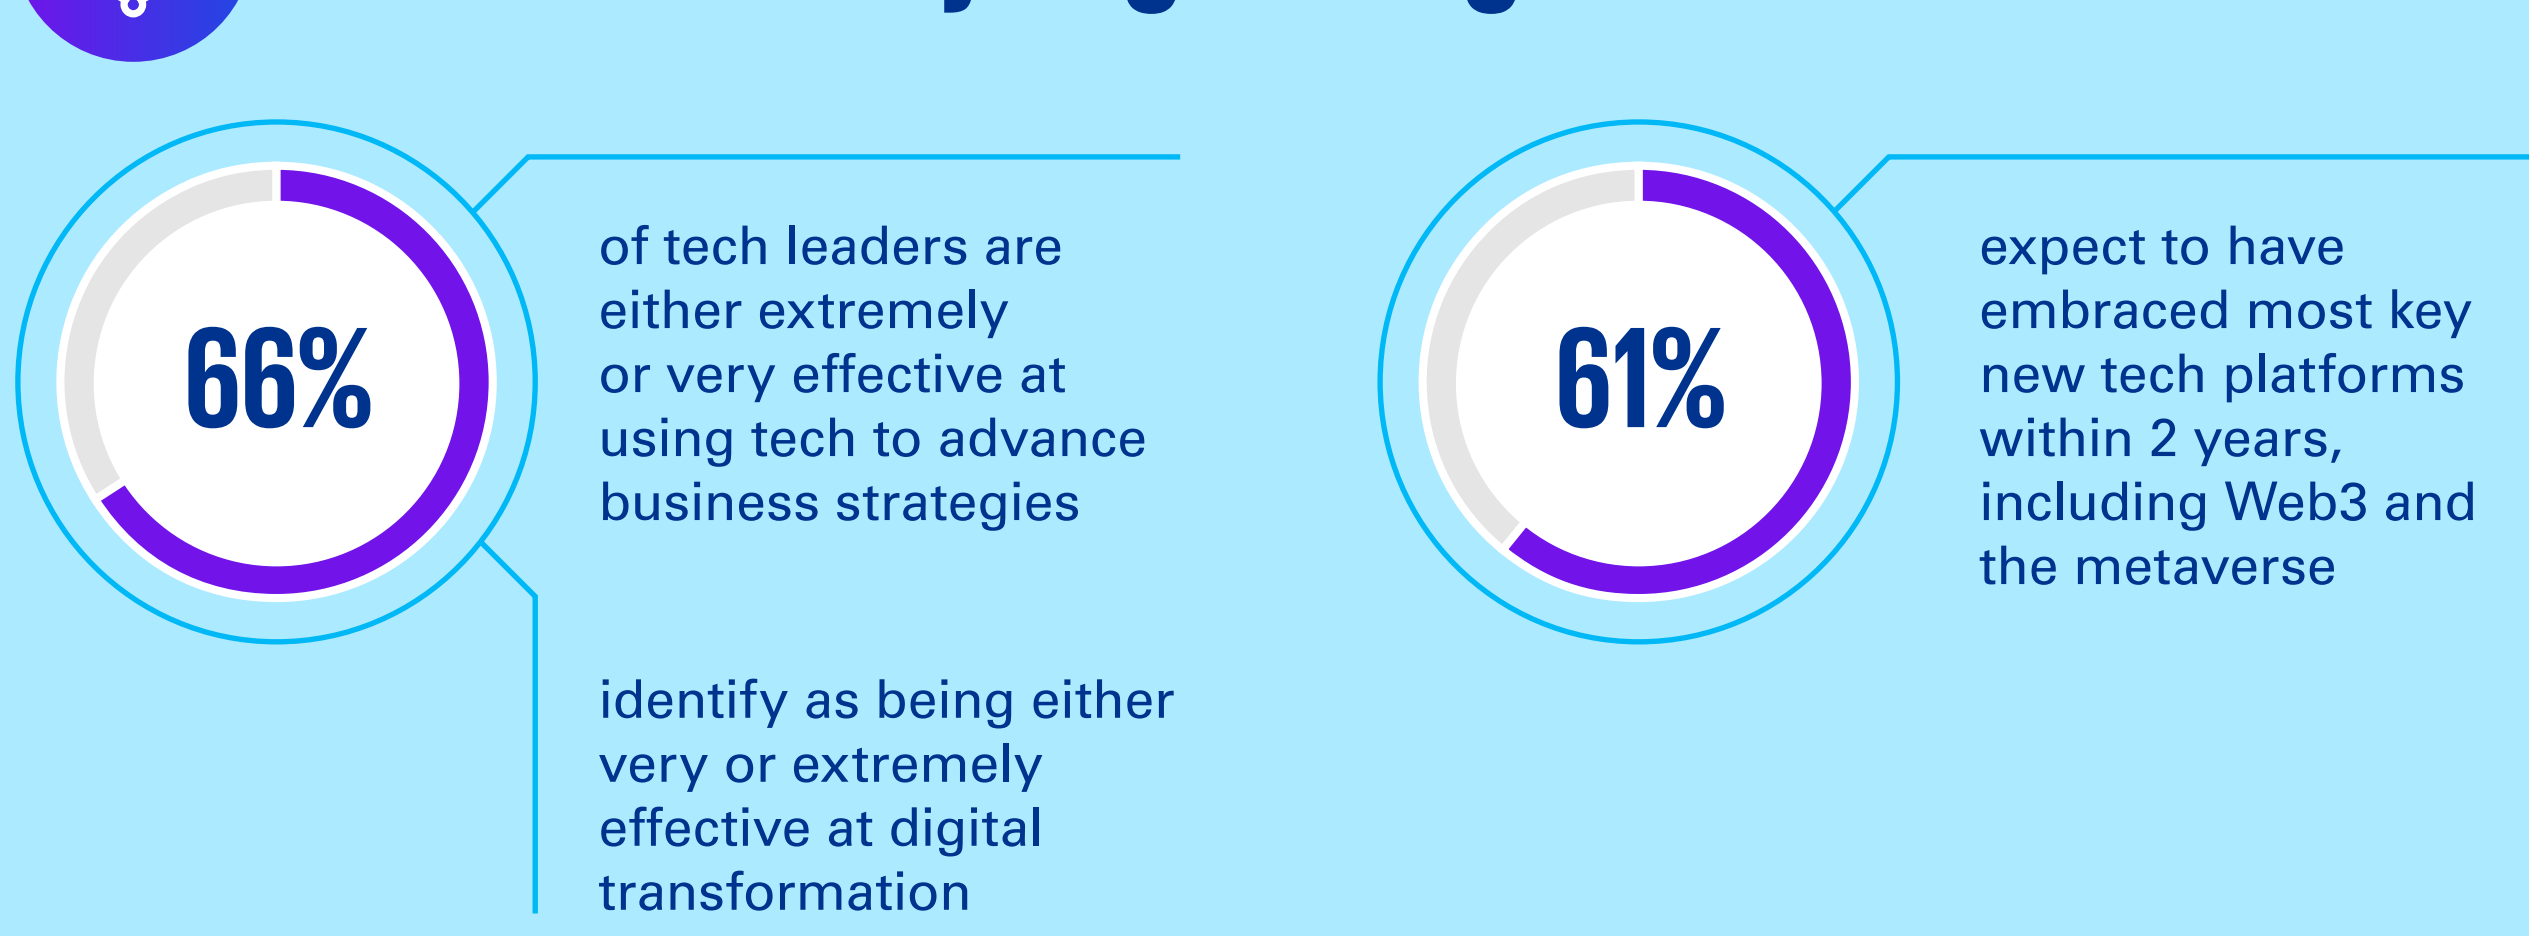 66%
of tech leaders are
either extremely
or very effective at
using tech to advance
business strategies
identify as being either
very or extremely
effective at digital
transformation
61%
expect to have
embraced most key
new tech platforms
within 2 years,
including Web3 and
the metaverse